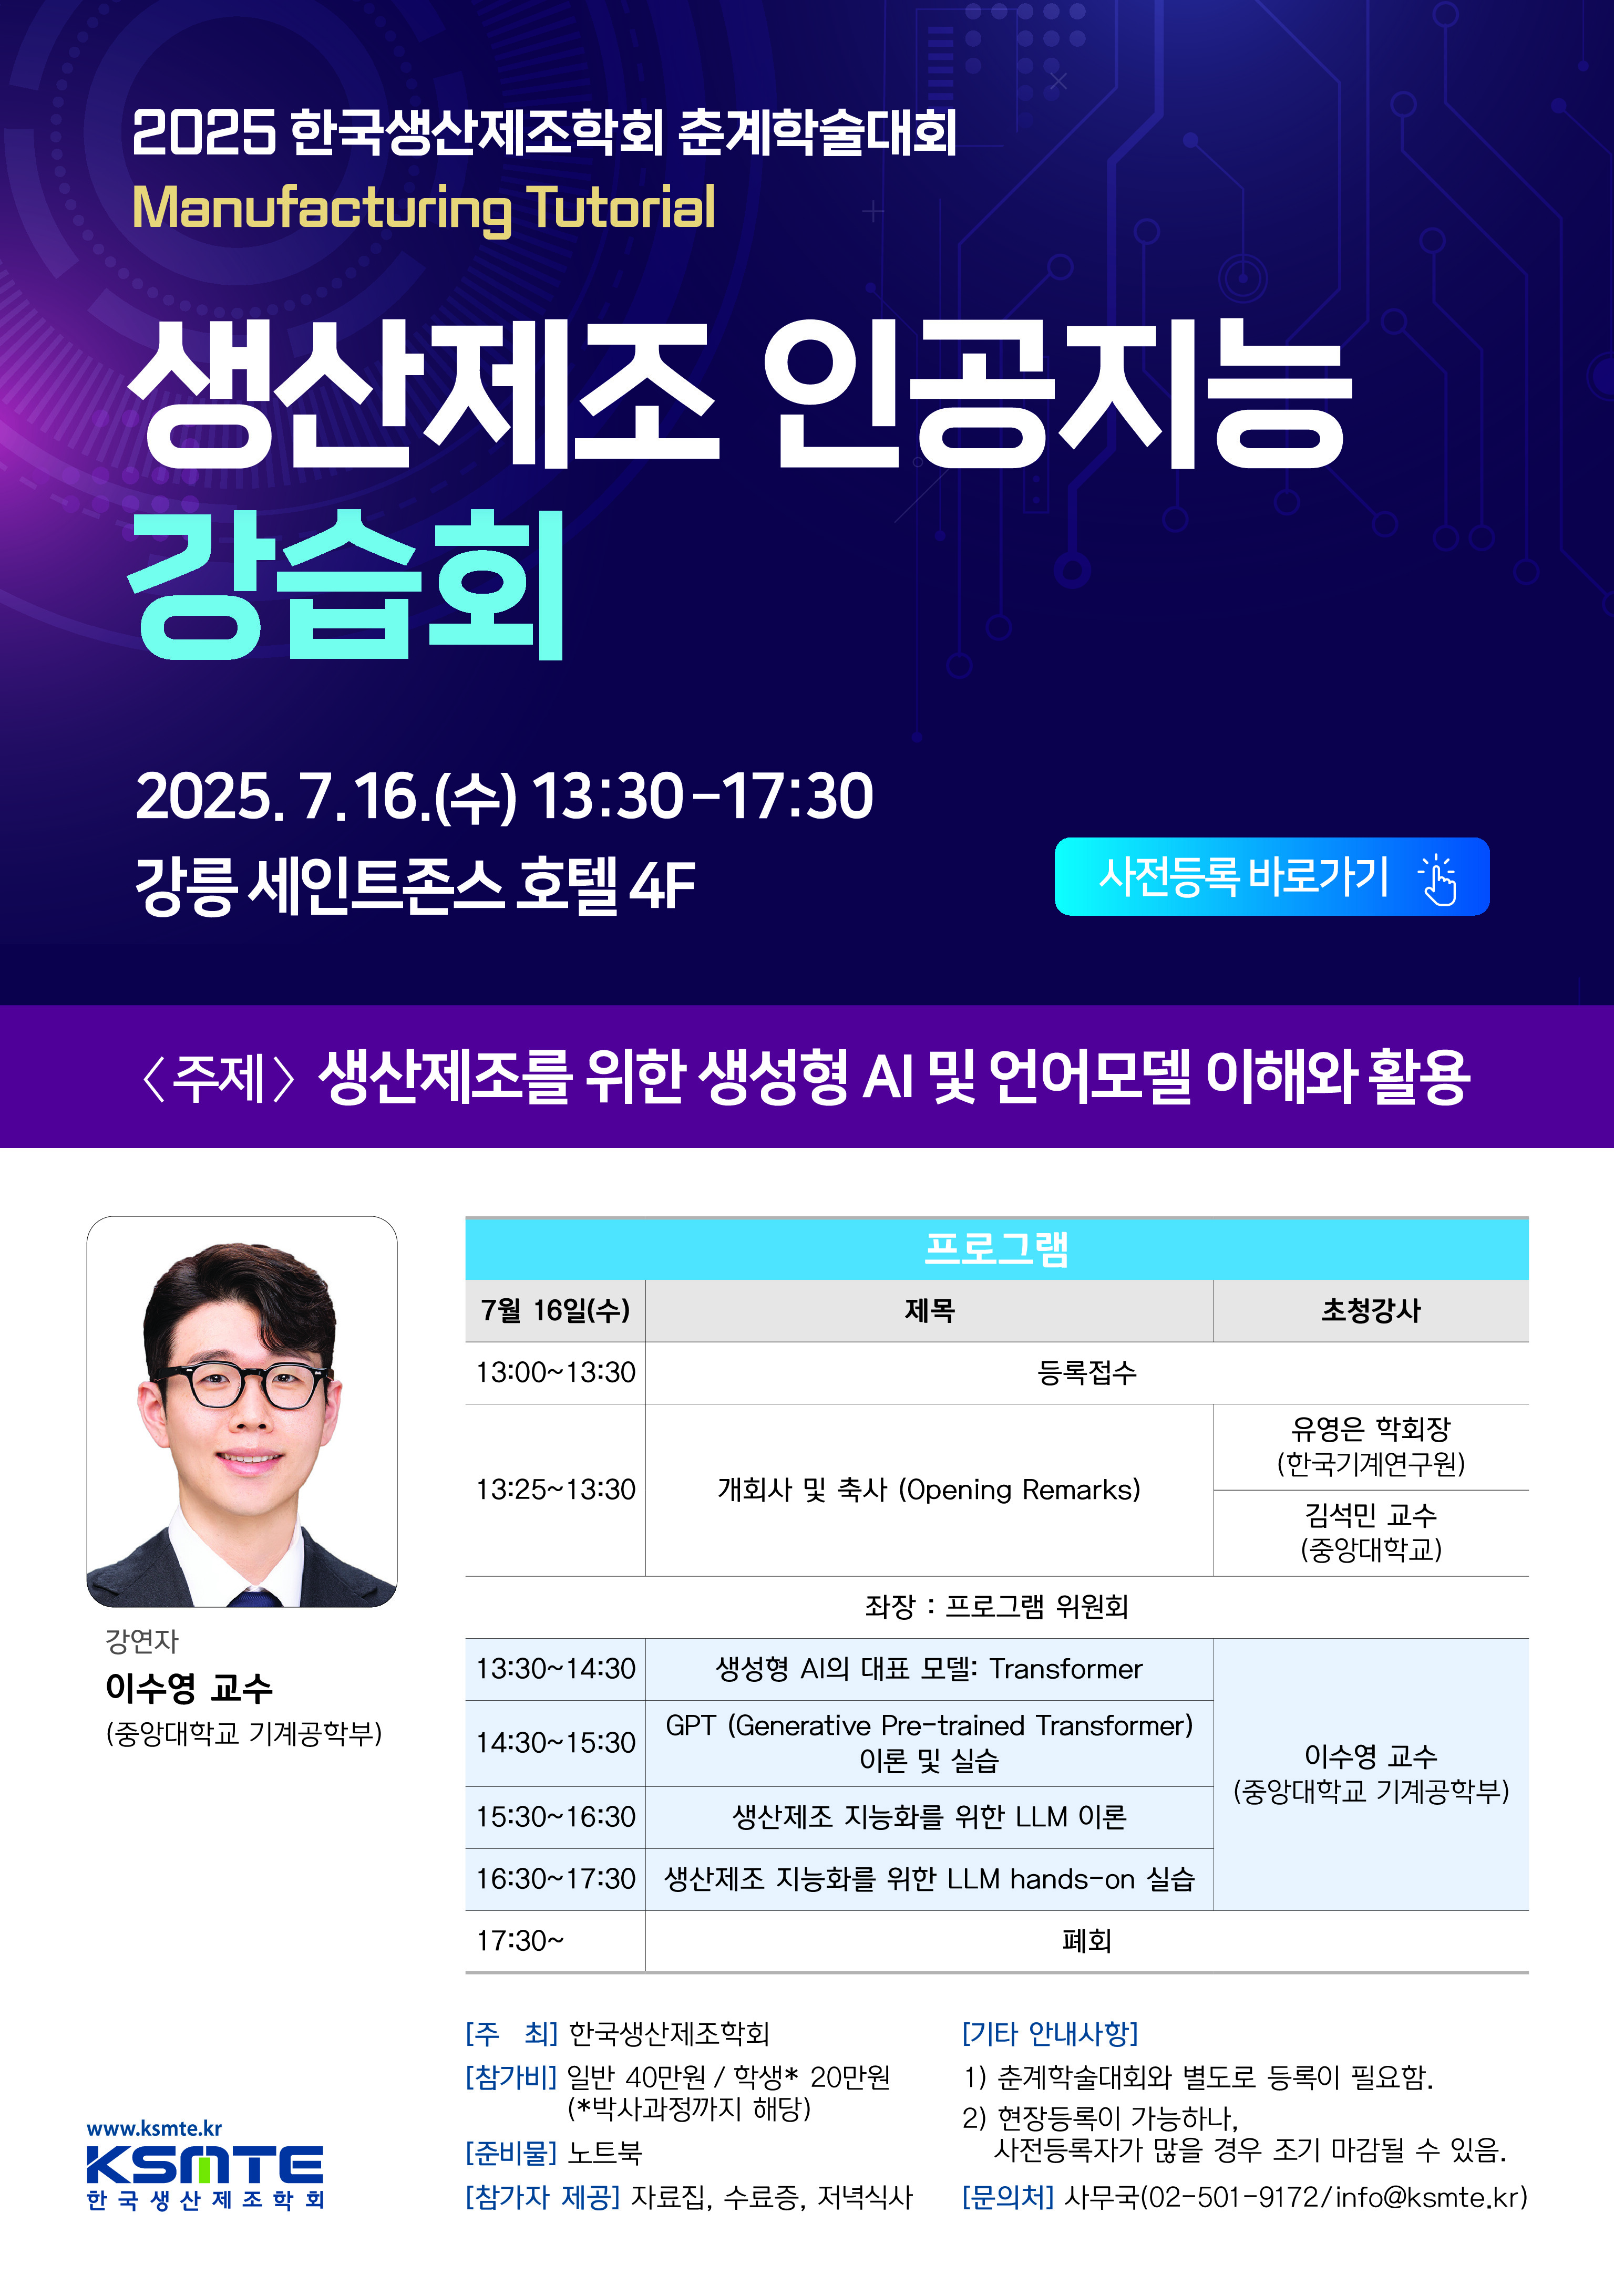 2025 한국생산제조학회 춘계학술대회
Manufacturing Tutorial
생산제조 인공지능
강습회
2025. 7. 16.(수) 13:30-17:30
강릉 세인트존스 호텔 4F
사전등록 바로가기
〈주제〉 생산제조를 위한 생성형 AI 및 언어모델 이해와 활용
강연자
이수영 교수
(중앙대학교 기계공학부)
프로그램
7월 16일(수) 제목 초청강사
13:00~13:30 등록접수
13:25~13:30 개회사 및 축사 (Opening Remarks)
유영은 학회장
(한국기계연구원)
김석민 교수
(중앙대학교)
좌장 : 프로그램 위원회
13:30~14:30 생성형 AI의 대표 모델: Transformer
14:30~15:30 GPT (Generative Pre-trained Transformer)
이론 및 실습
15:30~16:30 생산제조 지능화를 위한 LLM 이론
16:30~17:30 생산제조 지능화를 위한 LLM hands-on 실습
이수영 교수
(중앙대학교 기계공학부)
17:30~ 폐회
[주 최] 한국생산제조학회
[참가비] 일반 40만원 / 학생* 20만원
(*박사과정까지 해당)
[준비물] 노트북
[참가자 제공] 자료집, 수료증, 저녁식사
[기타 안내사항]
1) 춘계학술대회와 별도로 등록이 필요함.
2) 현장등록이 가능하나,
사전등록자가 많을 경우 조기 마감될 수 있음.
[문의처] 사무국(02-501-9172/info@ksmte.kr)
www.ksmte.kr
KSMTE
한국생산제조학회